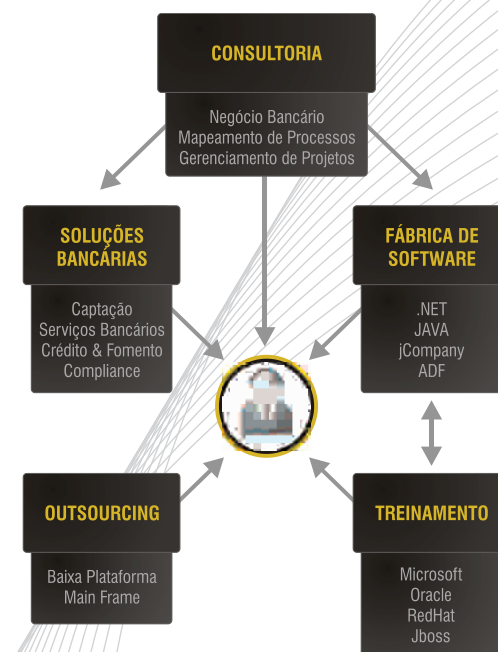 CONSULTORIA
Negócio Bancário
Mapeamento de Processos
Gerenciamento de Projetos
SOLUÇÕES
BANCÁRIAS
Captação
Serviços Bancários
Crédito & Fomento
Compliance
FÁBRICA DE
SOFTWARE
.NET
JAVA
jCompany
ADF
OUTSOURCING
Baixa Plataforma
Main Frame
TREINAMENTO
Microsoft
Oracle
RedHat
Jboss